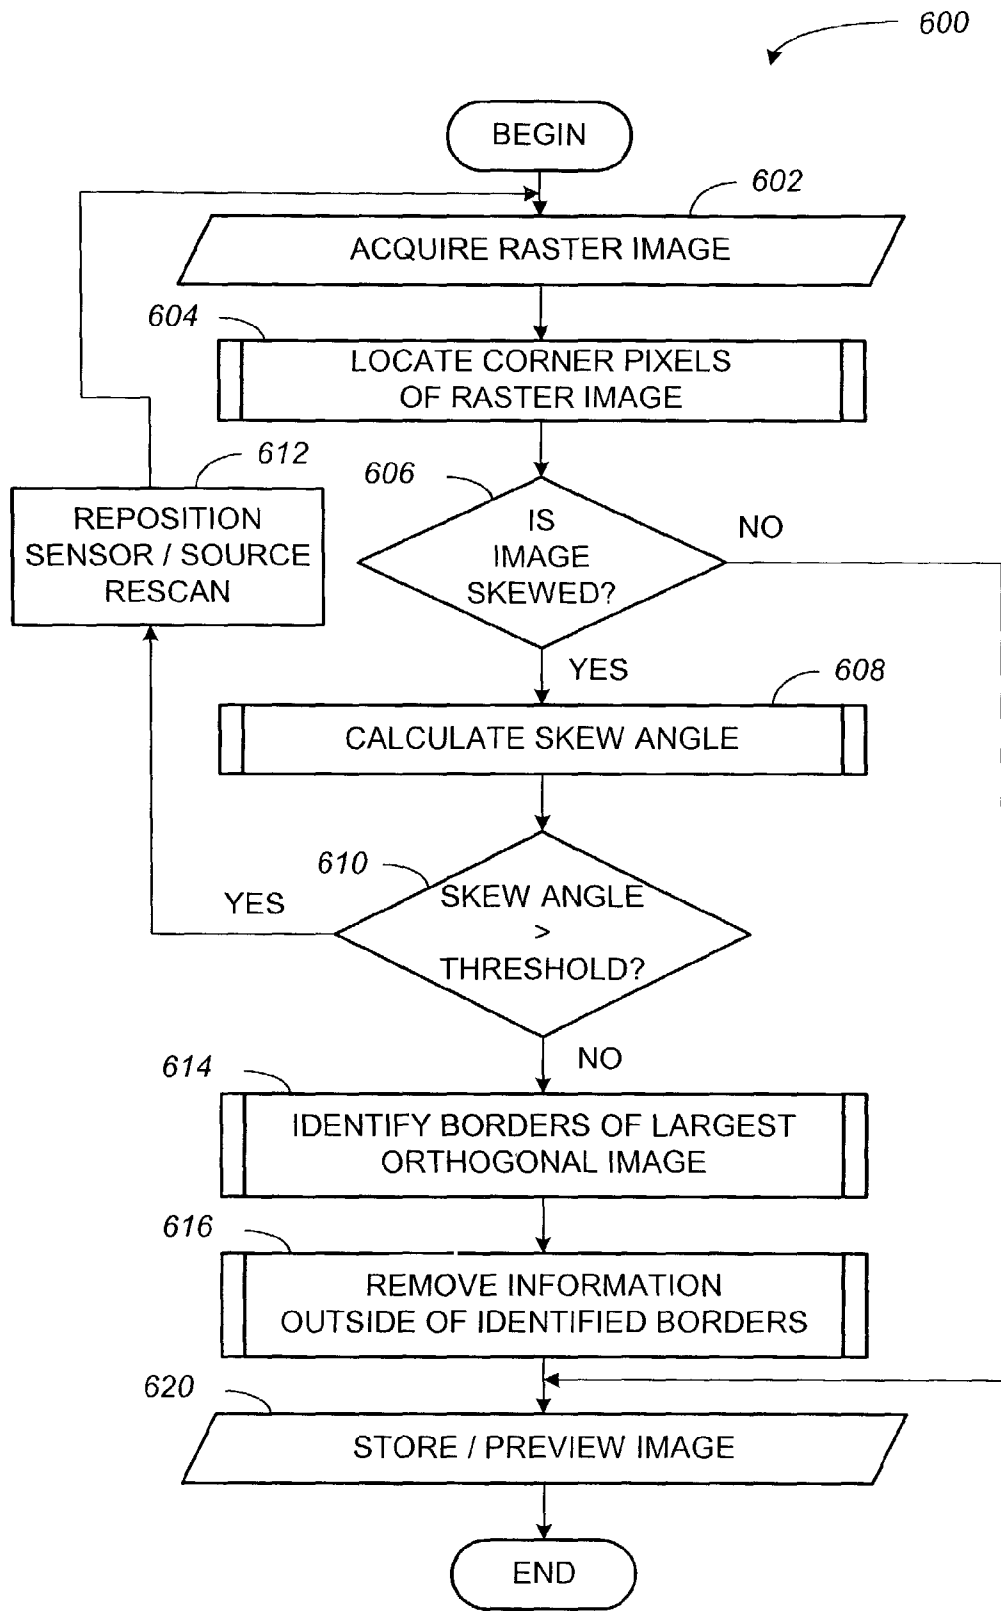 600
BEGIN
602
ACQUIRE RASTER IMAGE
604
LOCATE CORNER PIXELS
OF RASTER IMAGE
612
REPOSITION
SENSOR / SOURCE
RESCAN
606
IS
IMAGE
SKEWED?
NO
YES
608
CALCULATE SKEW ANGLE
610
SKEW ANGLE
>
THRESHOLD?
YES
NO
614
IDENTIFY BORDERS OF LARGEST
ORTHOGONAL IMAGE
616
REMOVE INFORMATION
OUTSIDE OF IDENTIFIED BORDERS
620
STORE / PREVIEW IMAGE
END